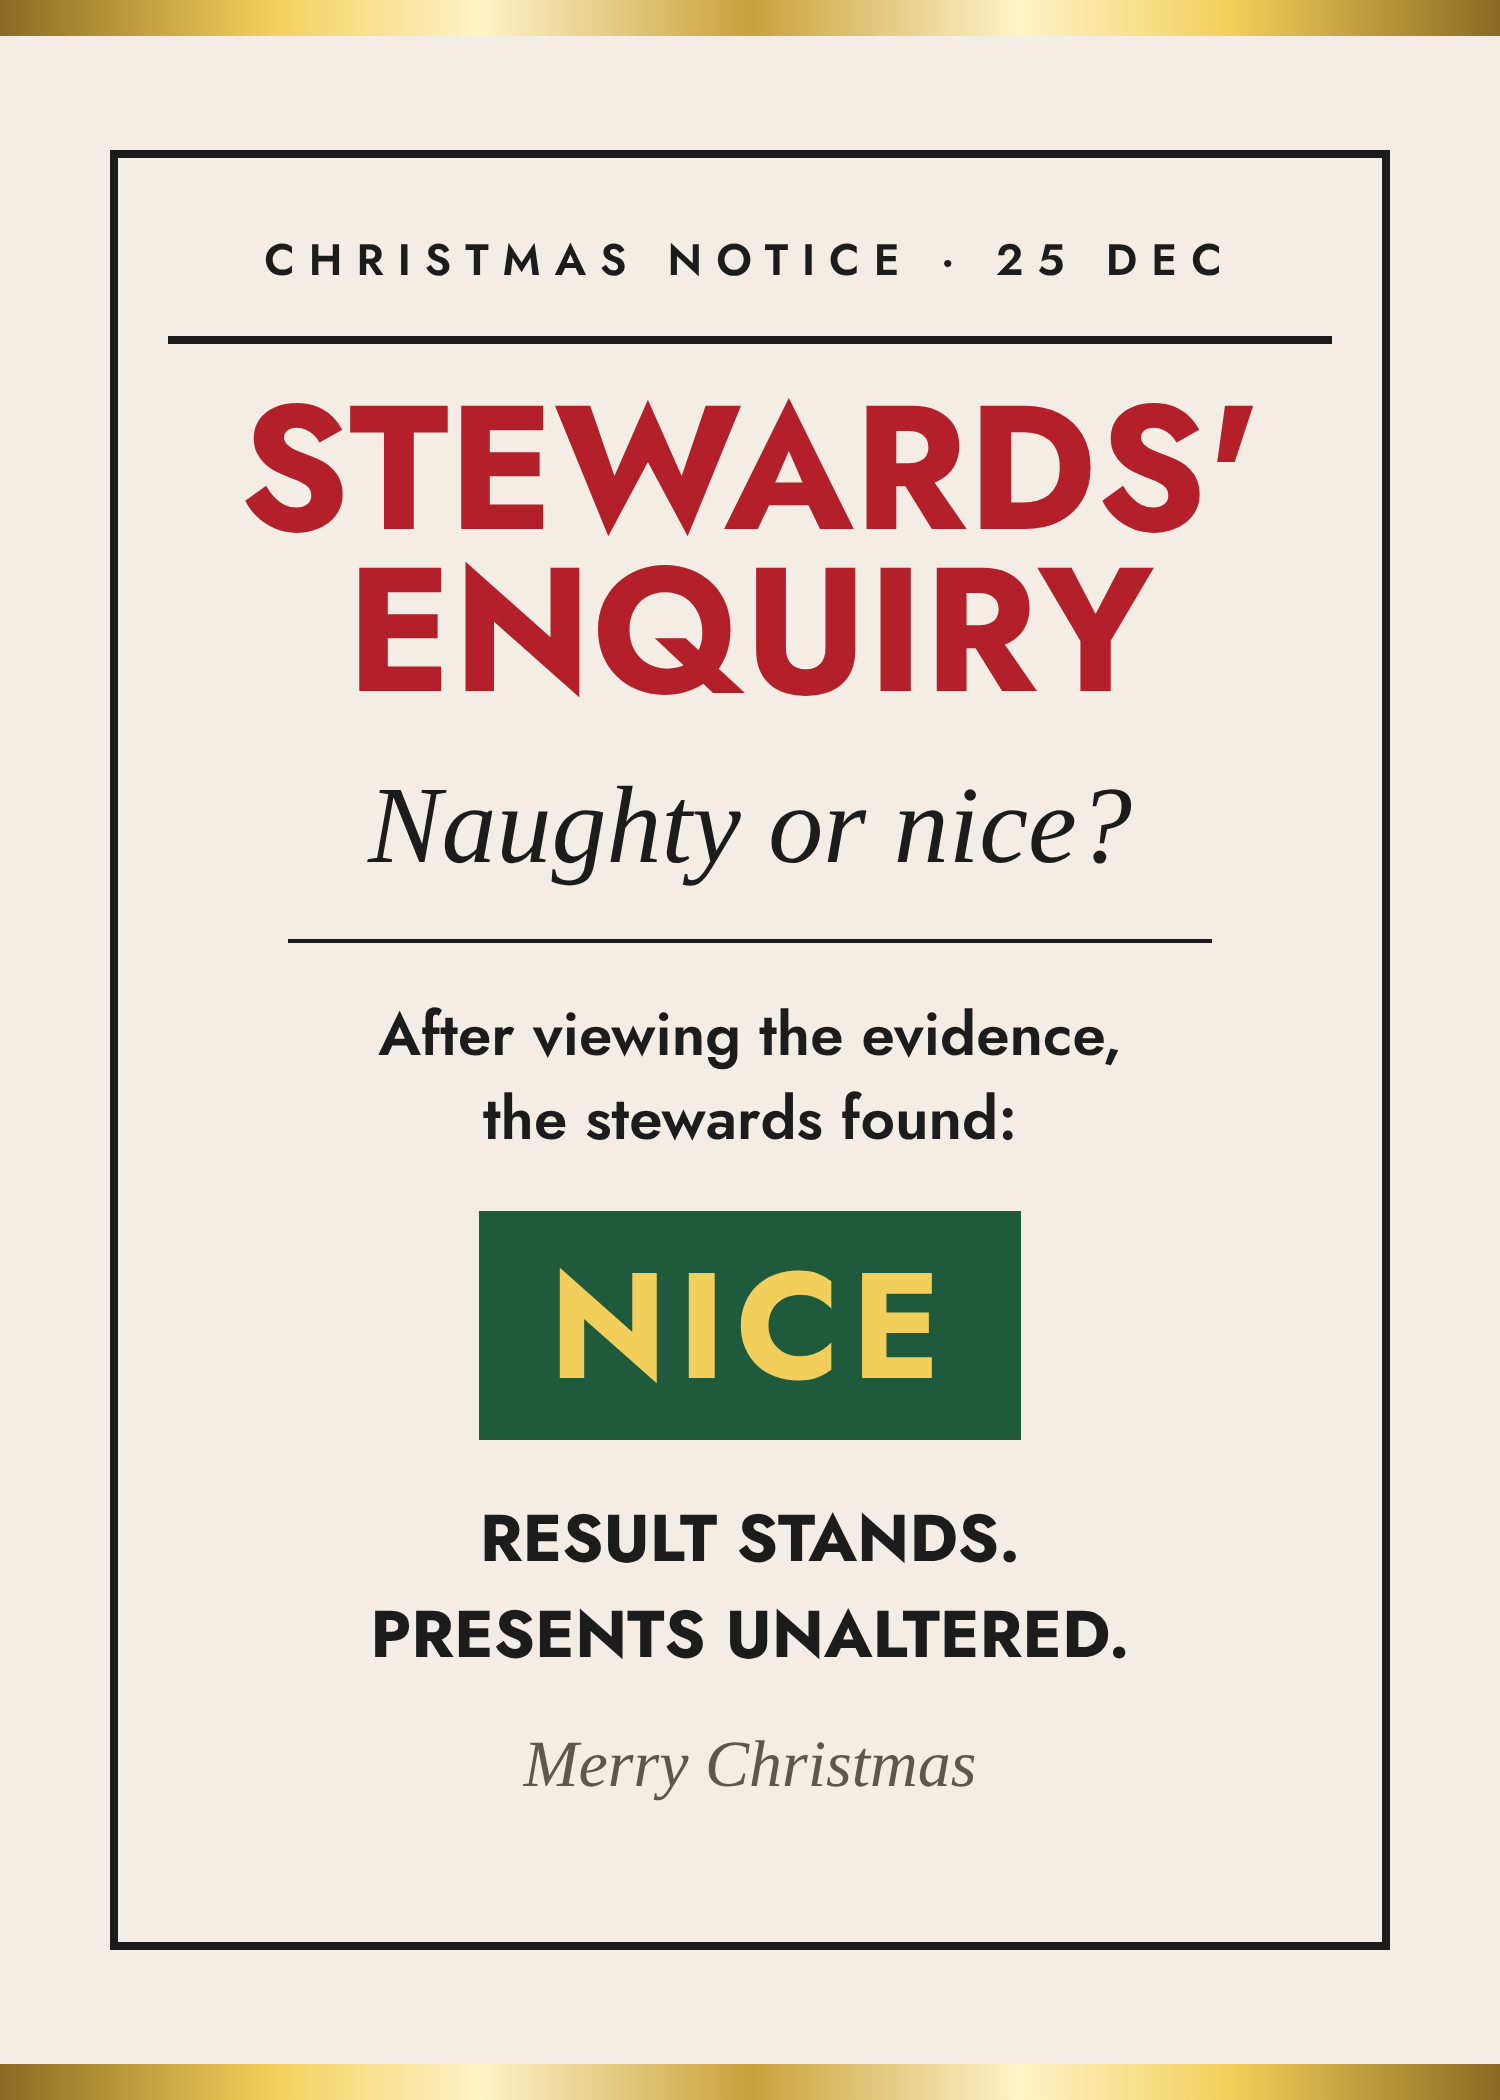 CHRISTMAS NOTICE · 25 DEC
STEWARDS'
ENQUIRY
Naughty or nice?
After viewing the evidence,
the stewards found:
NICE
RESULT STANDS.
PRESENTS UNALTERED.
Merry Christmas